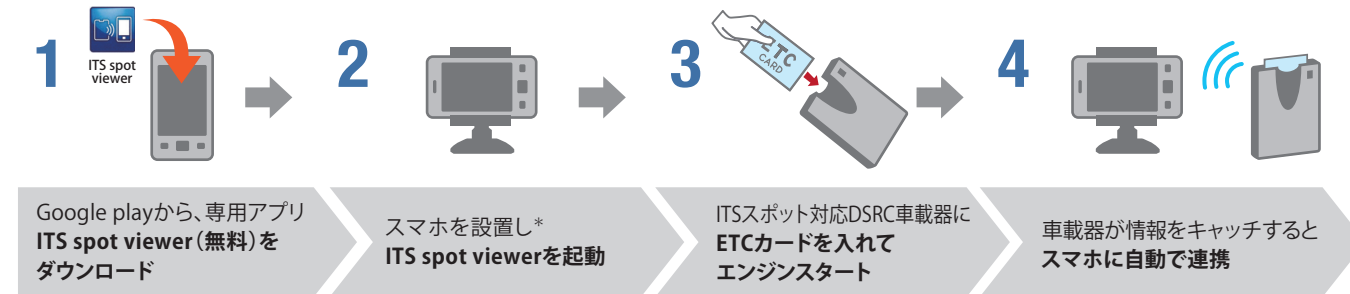 1
ITS spot
viewer
2
3
ETC
CARD
4
Google playから、専用アプリ
ITS spot viewer（無料）を
ダウンロード
スマホを設置し*
ITS spot viewerを起動
ITSスポット対応DSRC車載器に
ETCカードを入れて
エンジンスタート
車載器が情報をキャッチすると
スマホに自動で連携